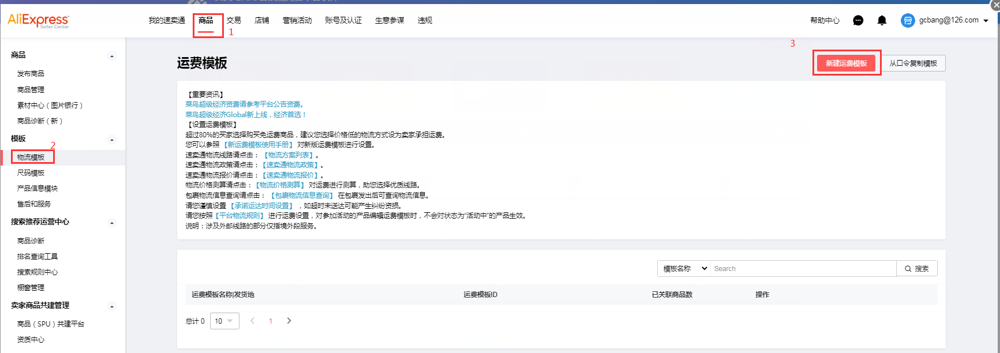 AliExpress
Seller Center
我的速卖通 商品 交易 店铺 营销活动 账号及认证 生意参谋 违规
帮助中心 gcbang@126.com
1
3
商品
发布商品
商品管理
素材中心（图片银行）
商品诊断（新）
模板
2
物流模板
尺码模板
产品信息模块
售后和服务
搜索推荐运营中心
商品诊断
排名查询工具
搜索规则中心
橱窗管理
卖家商品共建管理
商品（SPU）共建平台
资质中心
运费模板
新建运费模板 从口令复制模板
【重要资讯】
菜鸟超级经济资费请参考平台公告资费。
菜鸟超级经济Global新上线，经济首选！
【设置运费模板】
超过80%的买家选择购买免运费商品，建议您选择价格低的物流方式设为卖家承担运费。
您可以参照 【新运费模板使用手册】 对新版运费模板进行设置。
速卖通物流线路请点击： 【物流方案列表】 。
速卖通物流政策请点击： 【速卖通物流政策】 。
速卖通物流报价请点击： 【速卖通物流报价】 。
物流价格测算请点击： 【物流价格测算】 对运费进行测算，助您选择优质线路。
包裹物流信息查询请点击： 【包裹物流信息查询】 在包裹发出后可查询物流信息。
请您谨慎设置 【承诺运达时间设置】 ，如超时未送达可能产生纠纷资损。
请您按照【平台物流规则】 进行运费设置，对参加活动的产品编辑运费模板时，不会对状态为“活动中”的产品生效。
说明：涉及外邮线路的部分仅指境外段服务。
模板名称 Search 搜索
运费模板名称|发货地 运费模板ID 已关联商品数 操作
总计 0 10 1